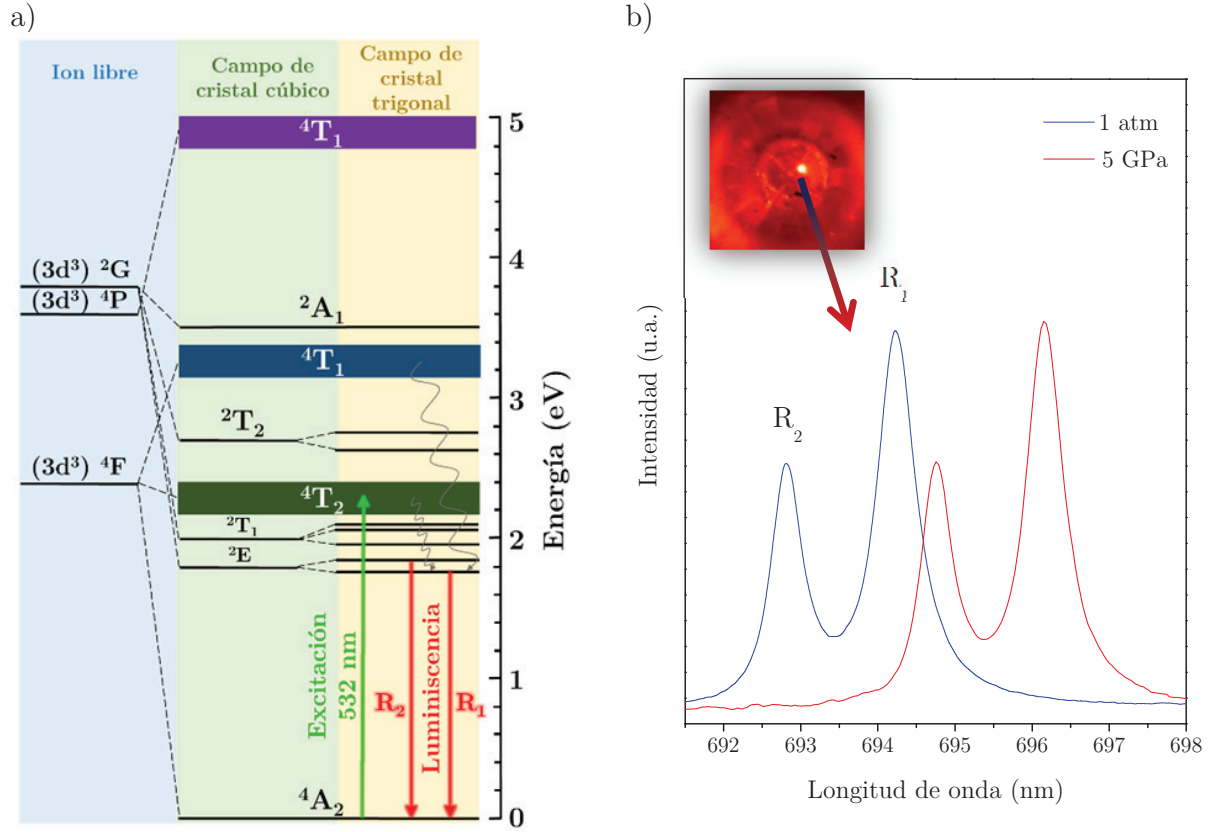 a)
Ion libre
Campo de
cristal cúbico
Campo de
cristal
trigonal
⁴T₁
(3d³) ²G
(3d³) ⁴P
²A₁
⁴T₁
²T₂
(3d³) ⁴F
⁴T₂
²T₁
²E
Excitación
532 nm
R₂
Luminiscencia
R₁
⁴A₂
5
4
3
2
1
0
Energía (eV)
b)
1 atm
5 GPa
R₁
R₂
Intensidad (u.a.)
692 693 694 695 696 697 698
Longitud de onda (nm)